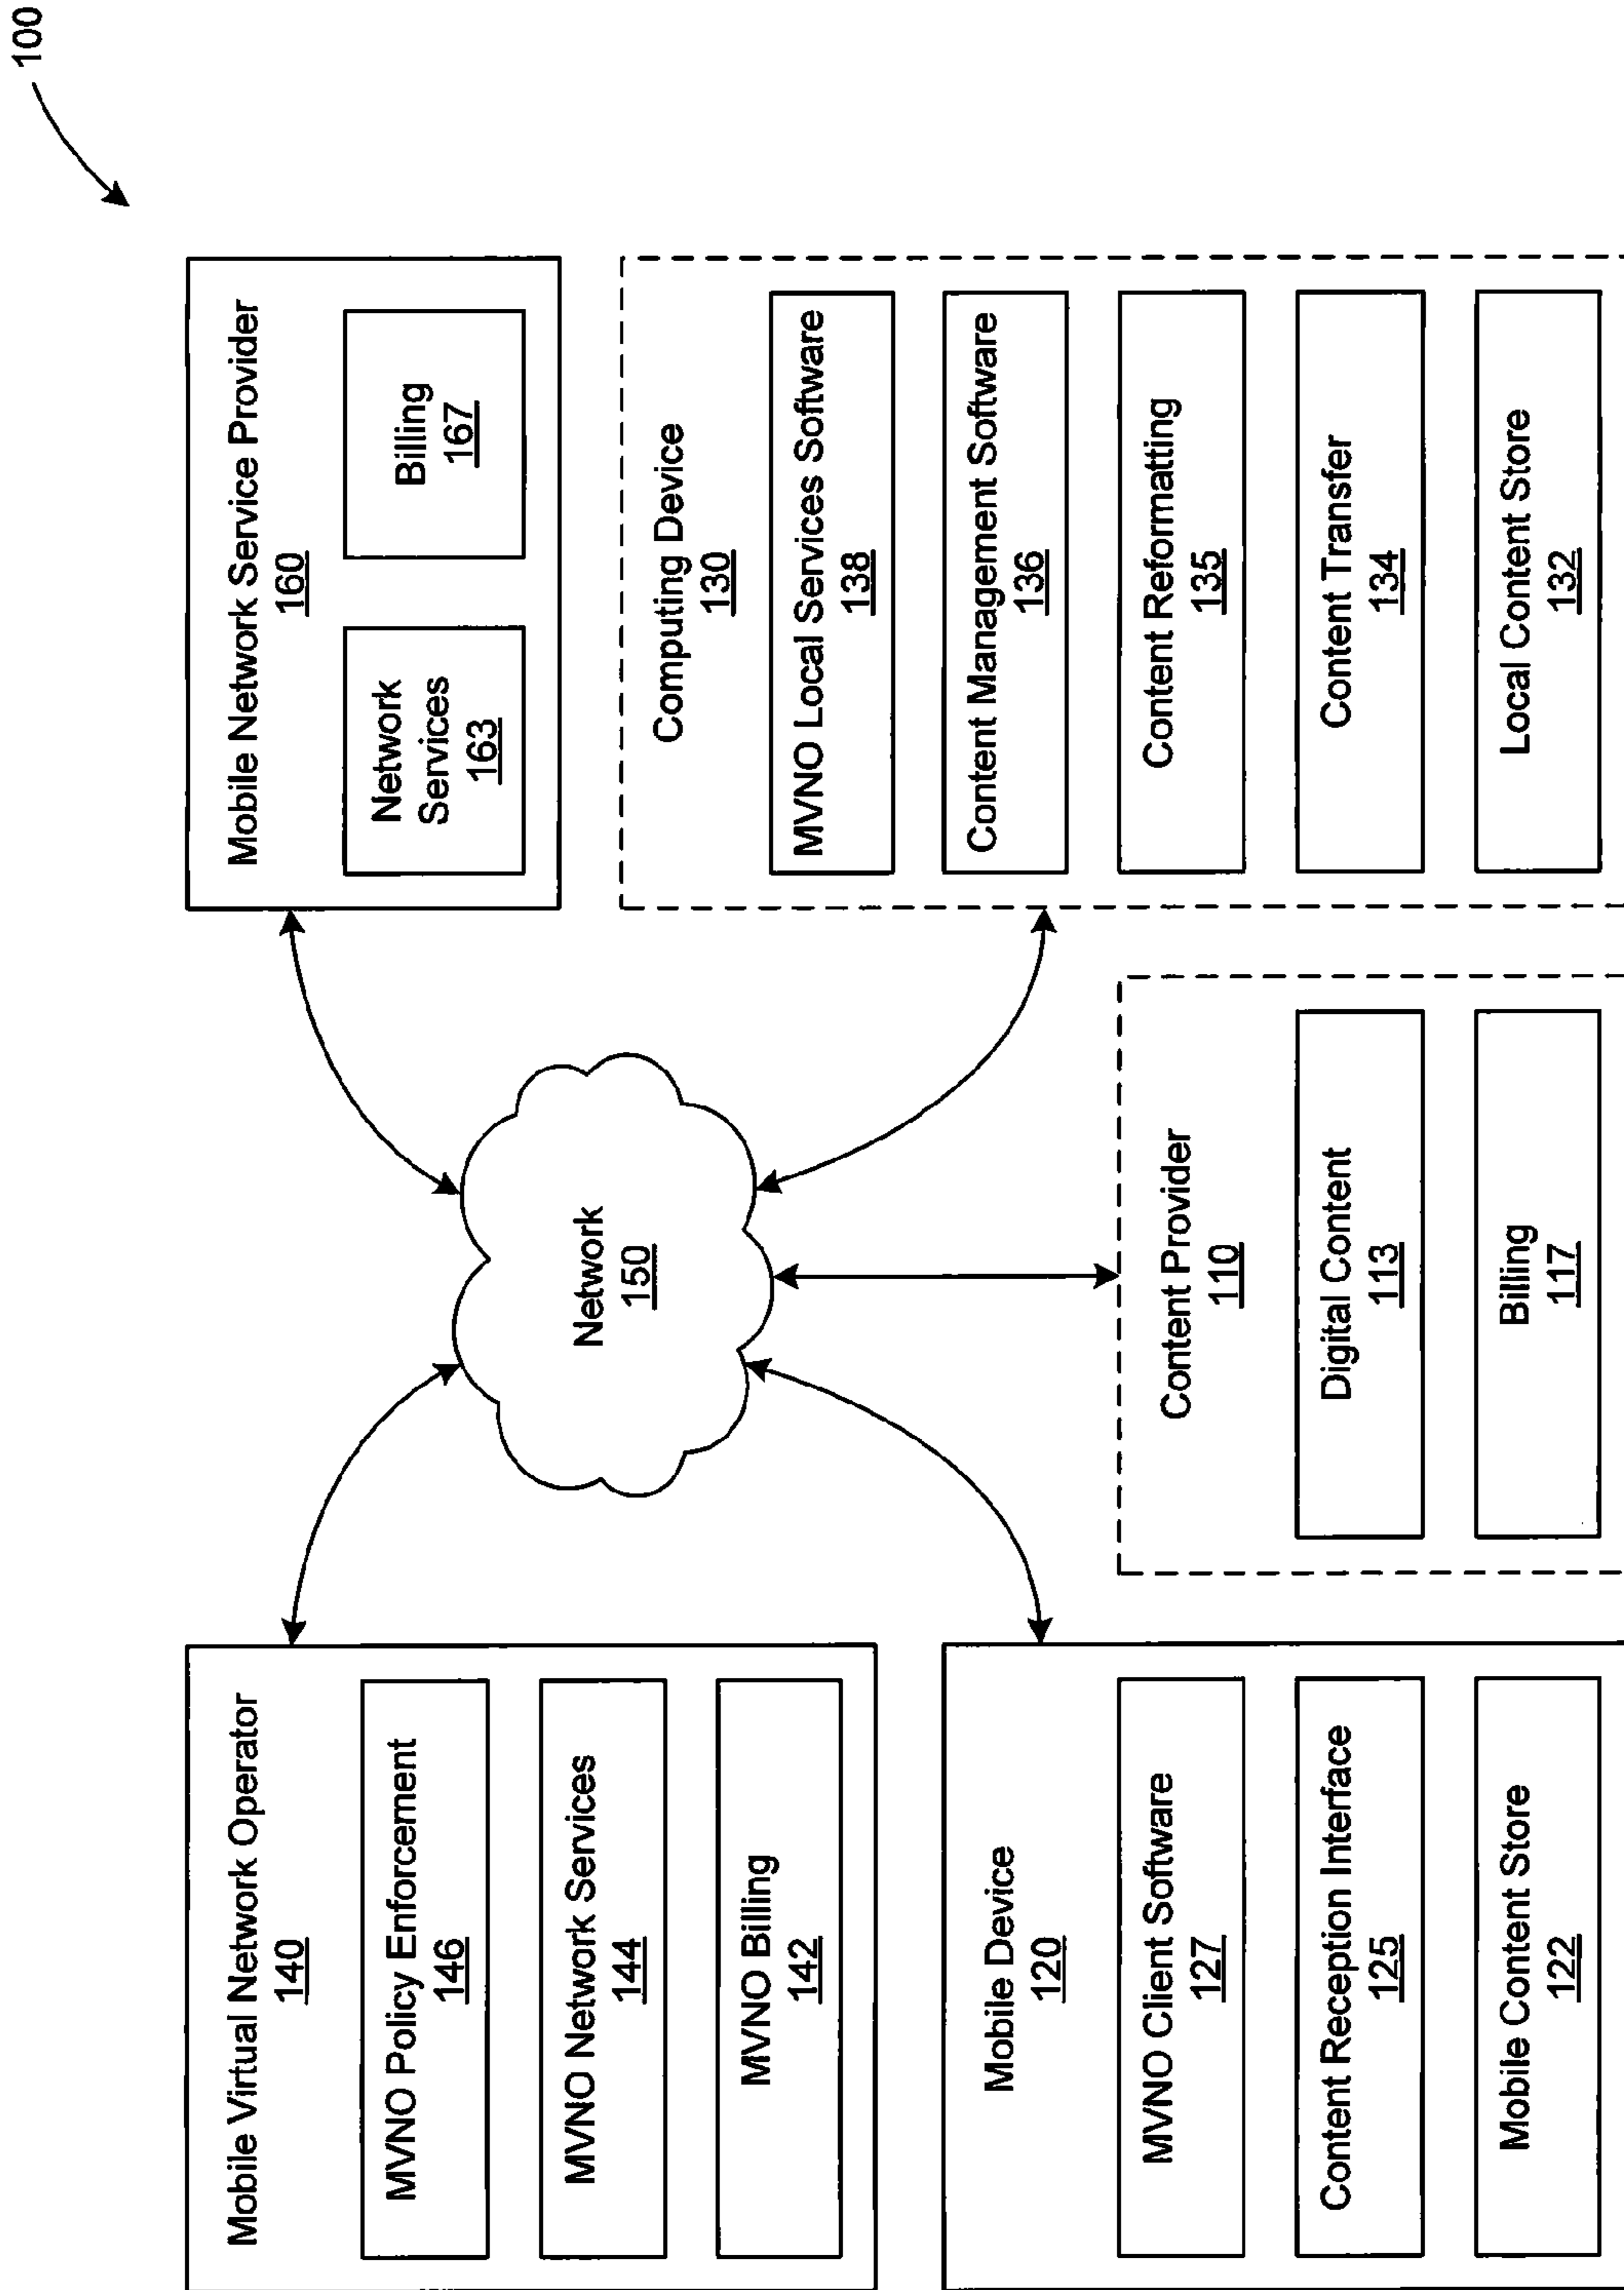 100
Mobile Virtual Network Operator
140
MVNO Policy Enforcement
146
MVNO Network Services
144
MVNO Billing
142
Mobile Network Service Provider
160
Network
Services
163
Billing
167
Network
150
Mobile Device
120
MVNO Client Software
127
Content Reception Interface
125
Mobile Content Store
122
Content Provider
110
Digital Content
113
Billing
117
Computing Device
130
MVNO Local Services Software
138
Content Management Software
136
Content Reformatting
135
Content Transfer
134
Local Content Store
132